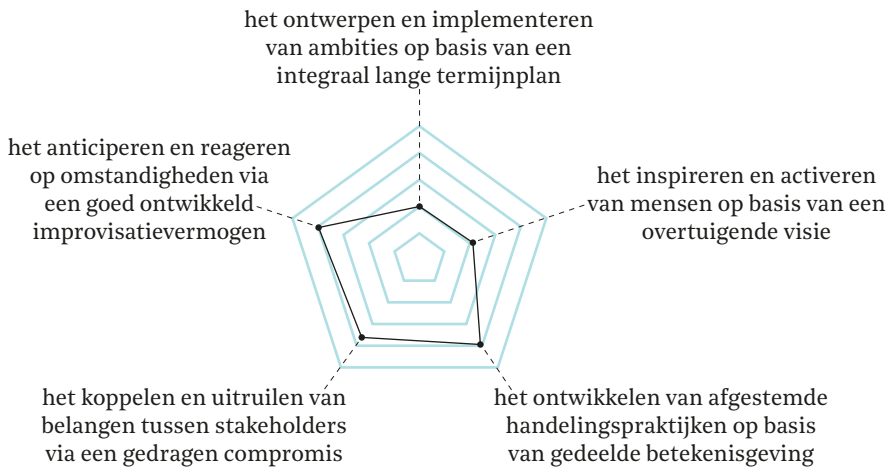 het ontwerpen en implementeren
van ambities op basis van een
integraal lange termijnplan
het anticiperen en reageren
op omstandigheden via
een goed ontwikkeld
improvisatievermogen
het inspireren en activeren
van mensen op basis van een
overtuigende visie
het koppelen en uitruilen van
belangen tussen stakeholders
via een gedragen compromis
het ontwikkelen van afgestemde
handelingspraktijken op basis
van gedeelde betekenisgeving